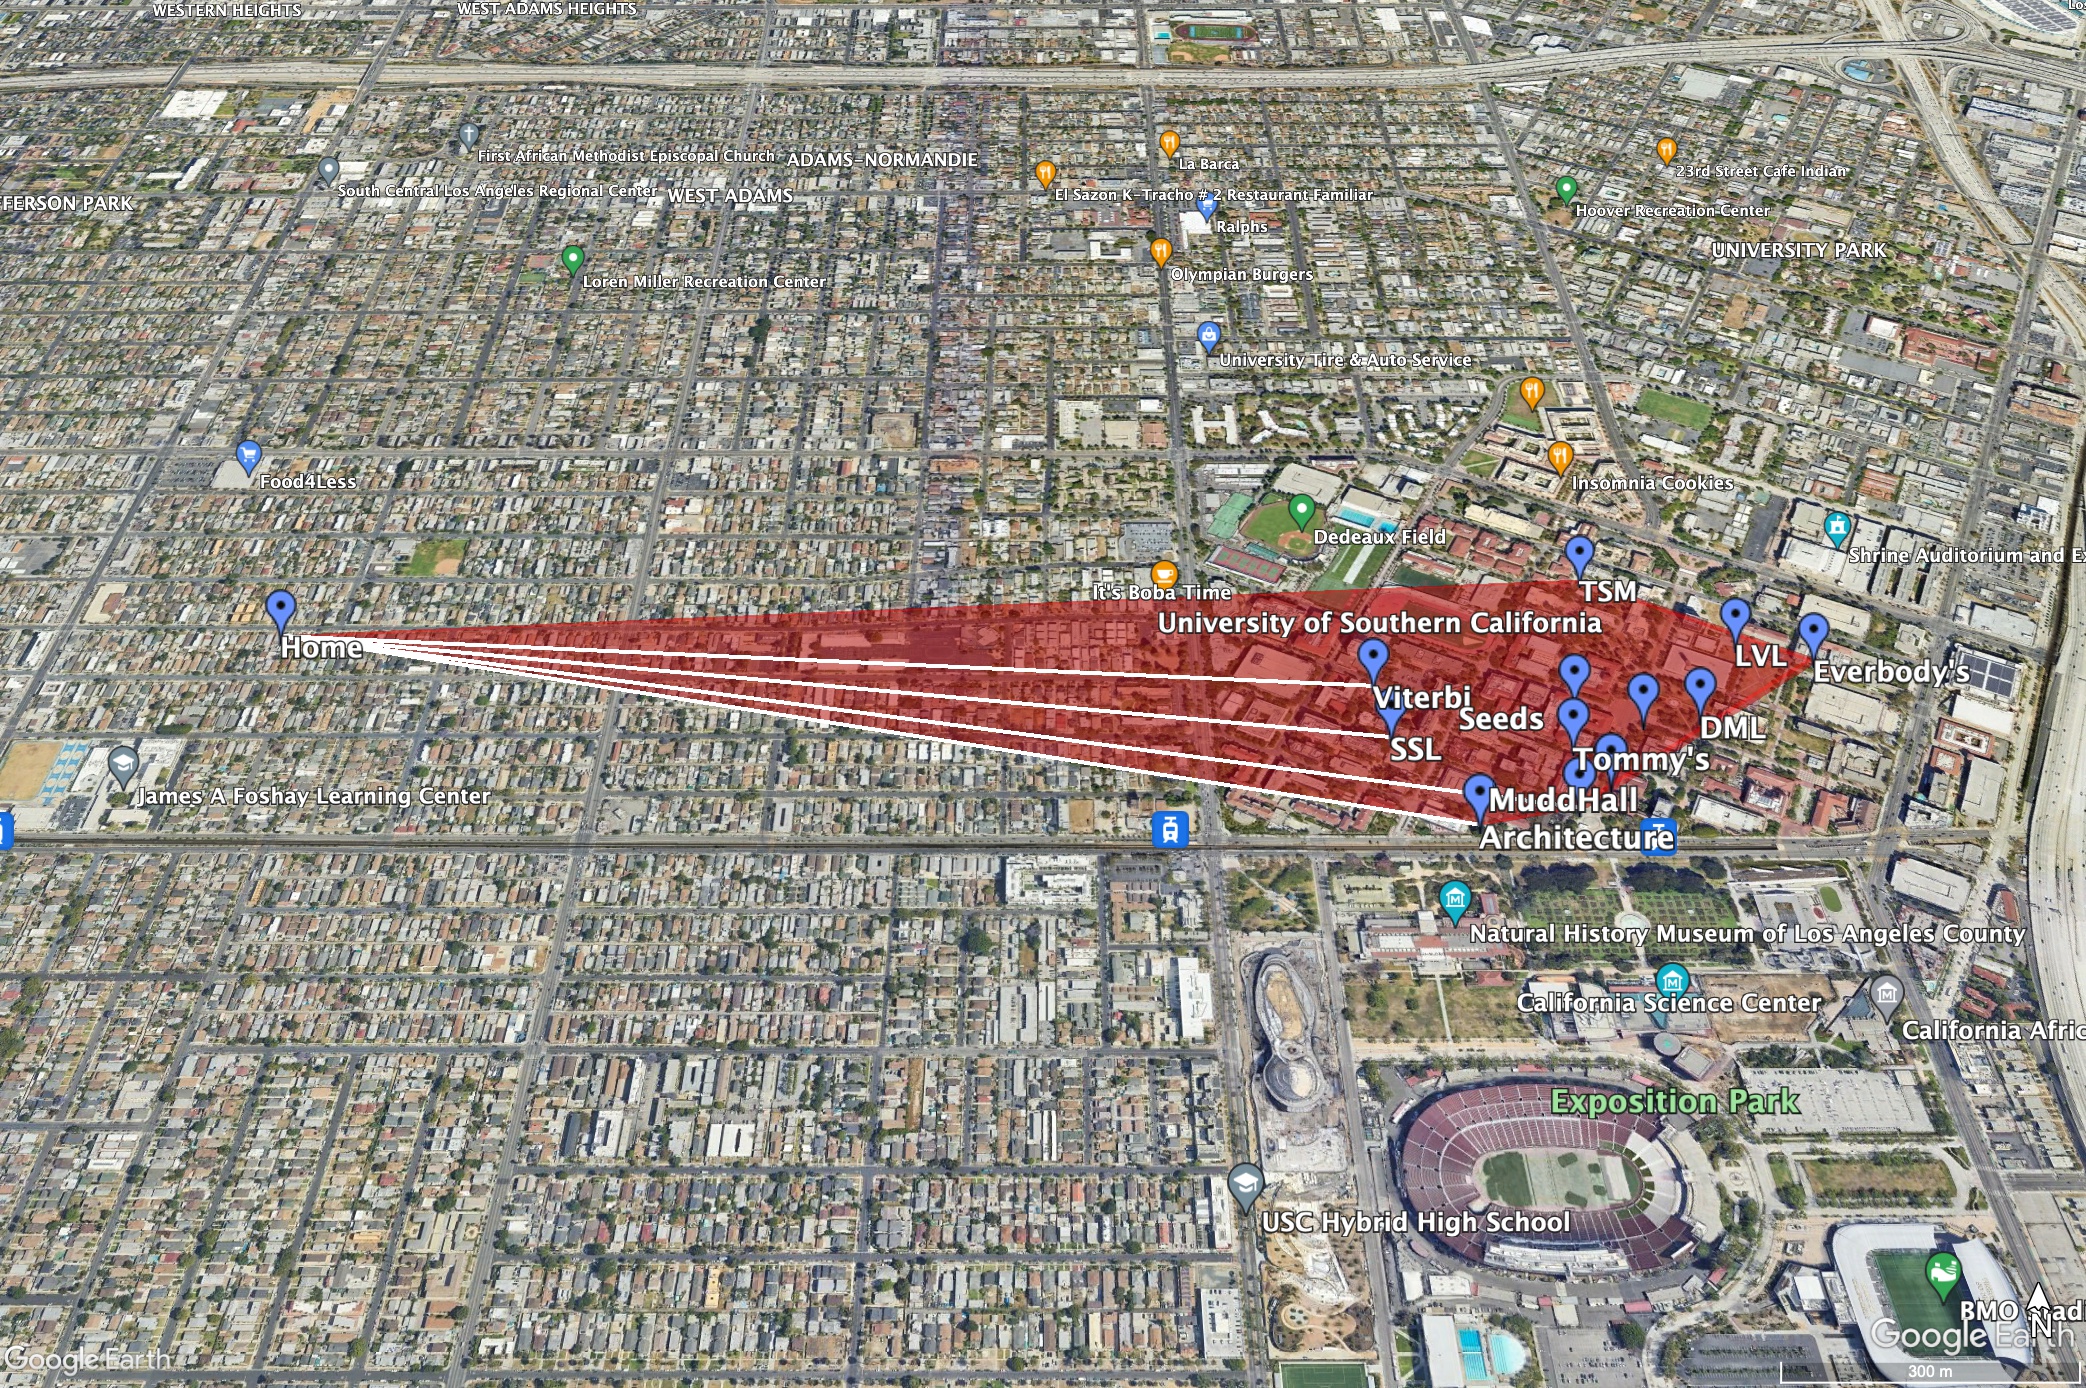 WESTERN HEIGHTS
WEST ADAMS HEIGHTS
First African Methodist Episcopal Church
ADAMS-NORMANDIE
La Barca
23rd Street Cafe Indian
South Central Los Angeles Regional Center
WEST ADAMS
El Sazon K-Tracho # 2 Restaurant Familiar
FFERSON PARK
Hoover Recreation Center
Ralphs
UNIVERSITY PARK
Olympian Burgers
Loren Miller Recreation Center
University Tire & Auto Service
Food4Less
Insomnia Cookies
Dedeaux Field
Shrine Auditorium and E
It's Boba Time
TSM
University of Southern California
Home
LVL
Everbody's
Viterbi
Seeds
DML
SSL
Tommy's
James A Foshay Learning Center
MuddHall
Architecture
Natural History Museum of Los Angeles County
California Science Center
California Afric
Exposition Park
USC Hybrid High School
BMO
N
Google Earth
Google Earth
300 m